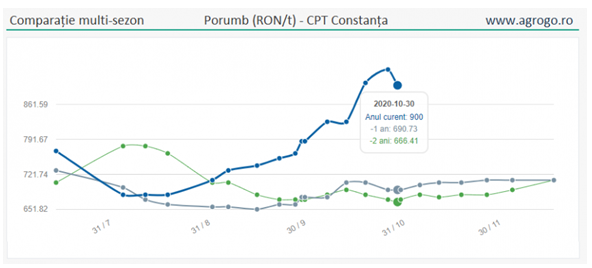 Comparație multi-sezon Porumb (RON/t) - CPT Constanța www.agrogo.ro
861.59
2020-10-30
Anul curent: 900
791.67
-1 an: 690.73
-2 ani: 666.41
721.74
651.82
31 / 7 31 / 8 30 / 9 31 / 10 30 / 11